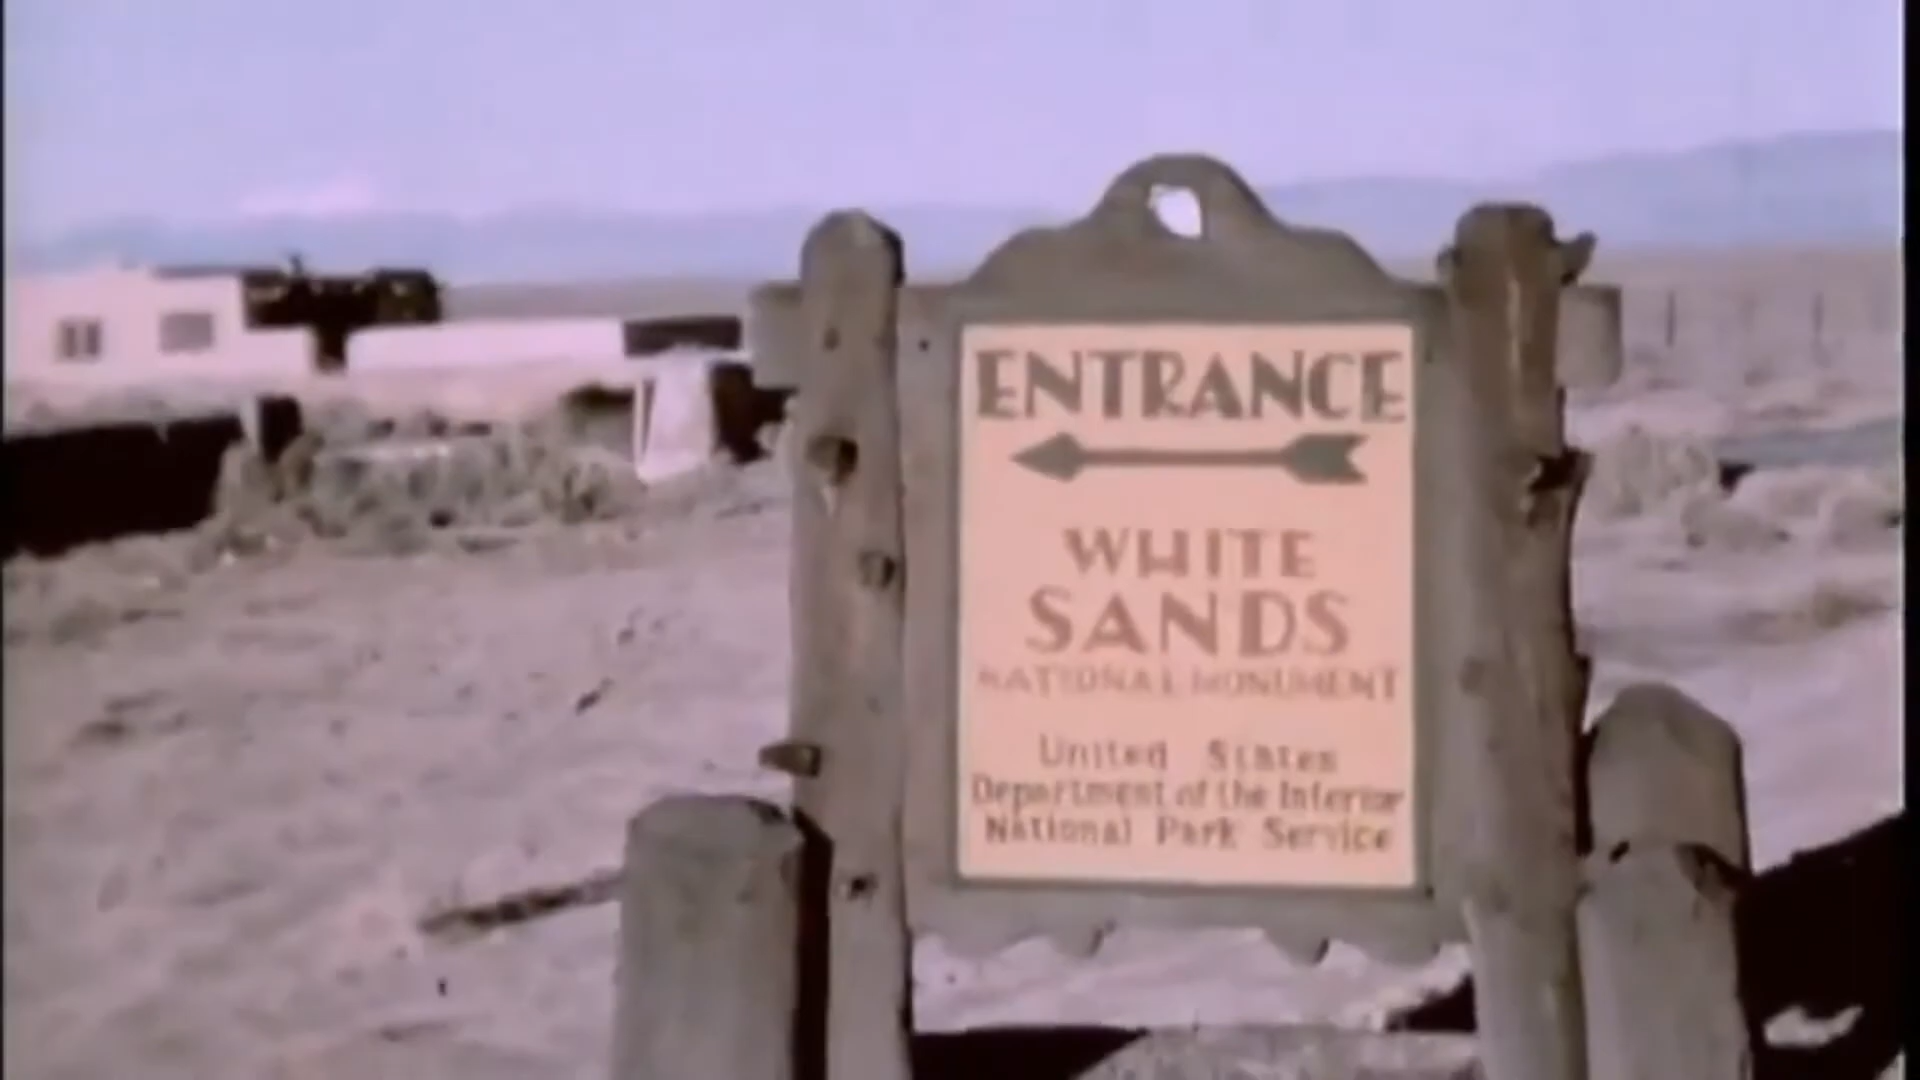 ENTRANCE
WHITE
SANDS
NATIONAL MONUMENT
United States
Department of the Interior
National Park Service